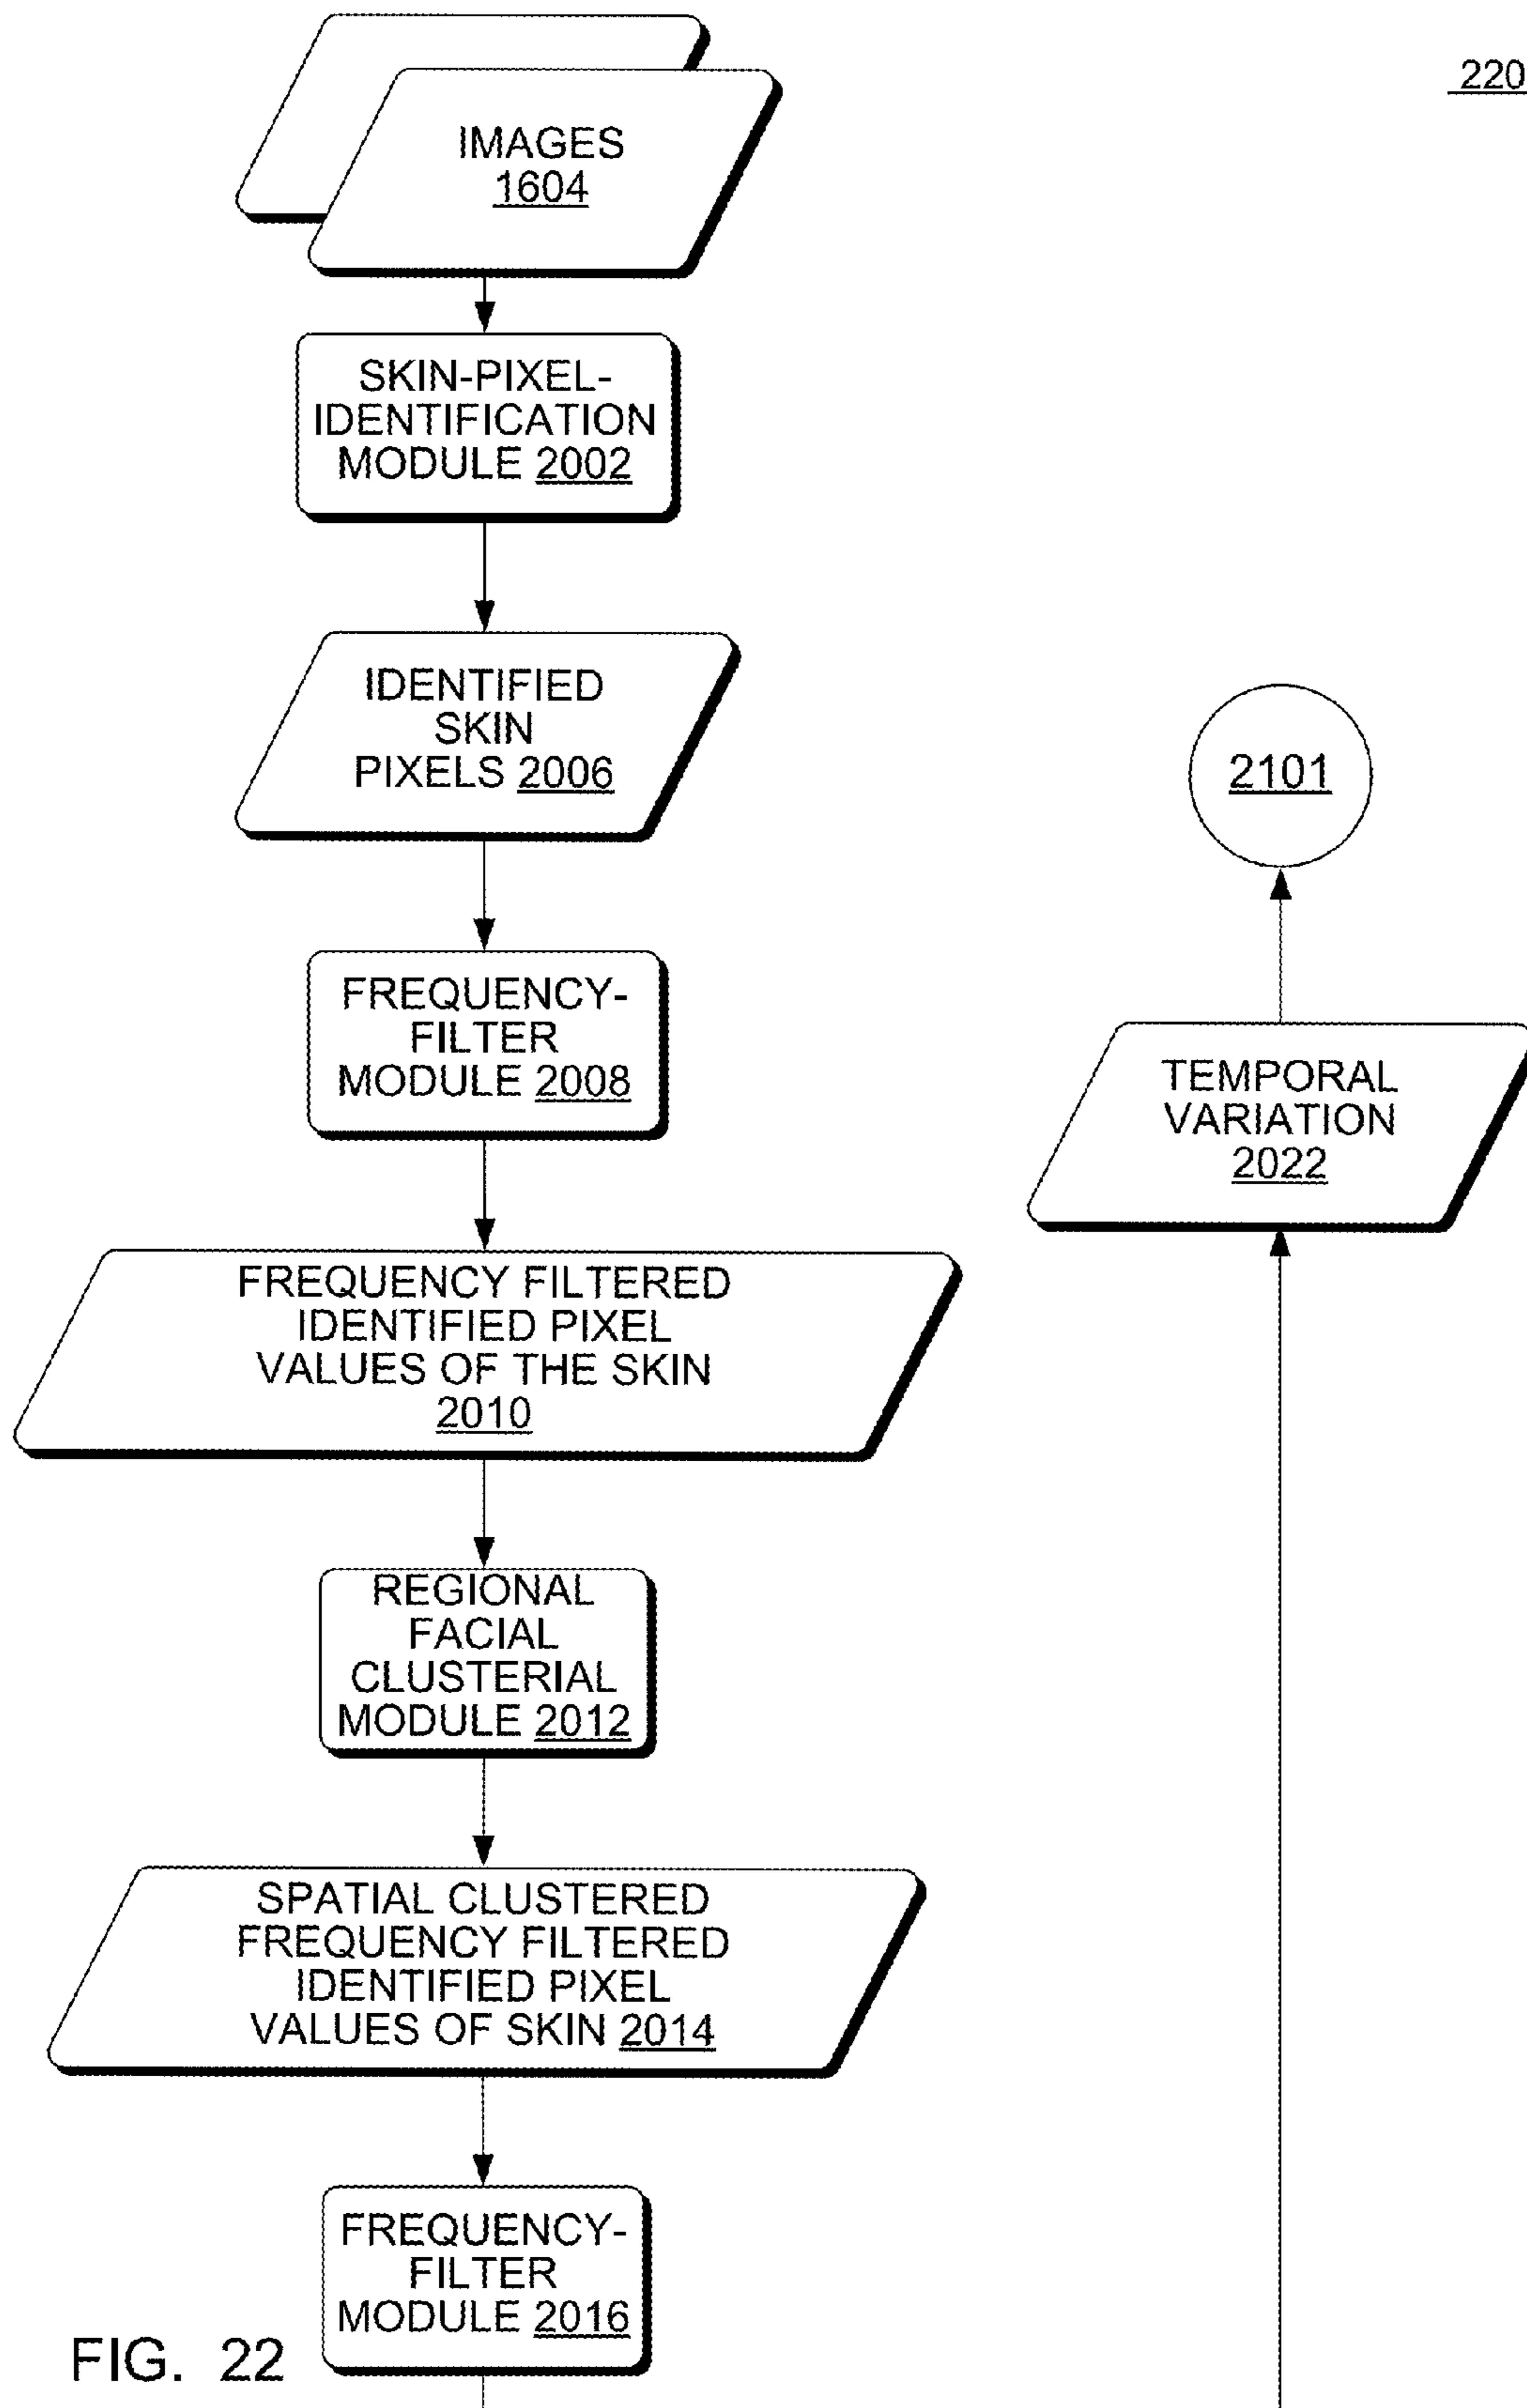 220
IMAGES
1604
SKIN-PIXEL-
IDENTIFICATION
MODULE 2002
IDENTIFIED
SKIN
PIXELS 2006
FREQUENCY-
FILTER
MODULE 2008
FREQUENCY FILTERED
IDENTIFIED PIXEL
VALUES OF THE SKIN
2010
REGIONAL
FACIAL
CLUSTERIAL
MODULE 2012
SPATIAL CLUSTERED
FREQUENCY FILTERED
IDENTIFIED PIXEL
VALUES OF SKIN 2014
FREQUENCY-
FILTER
MODULE 2016
2101
TEMPORAL
VARIATION
2022
FIG. 22